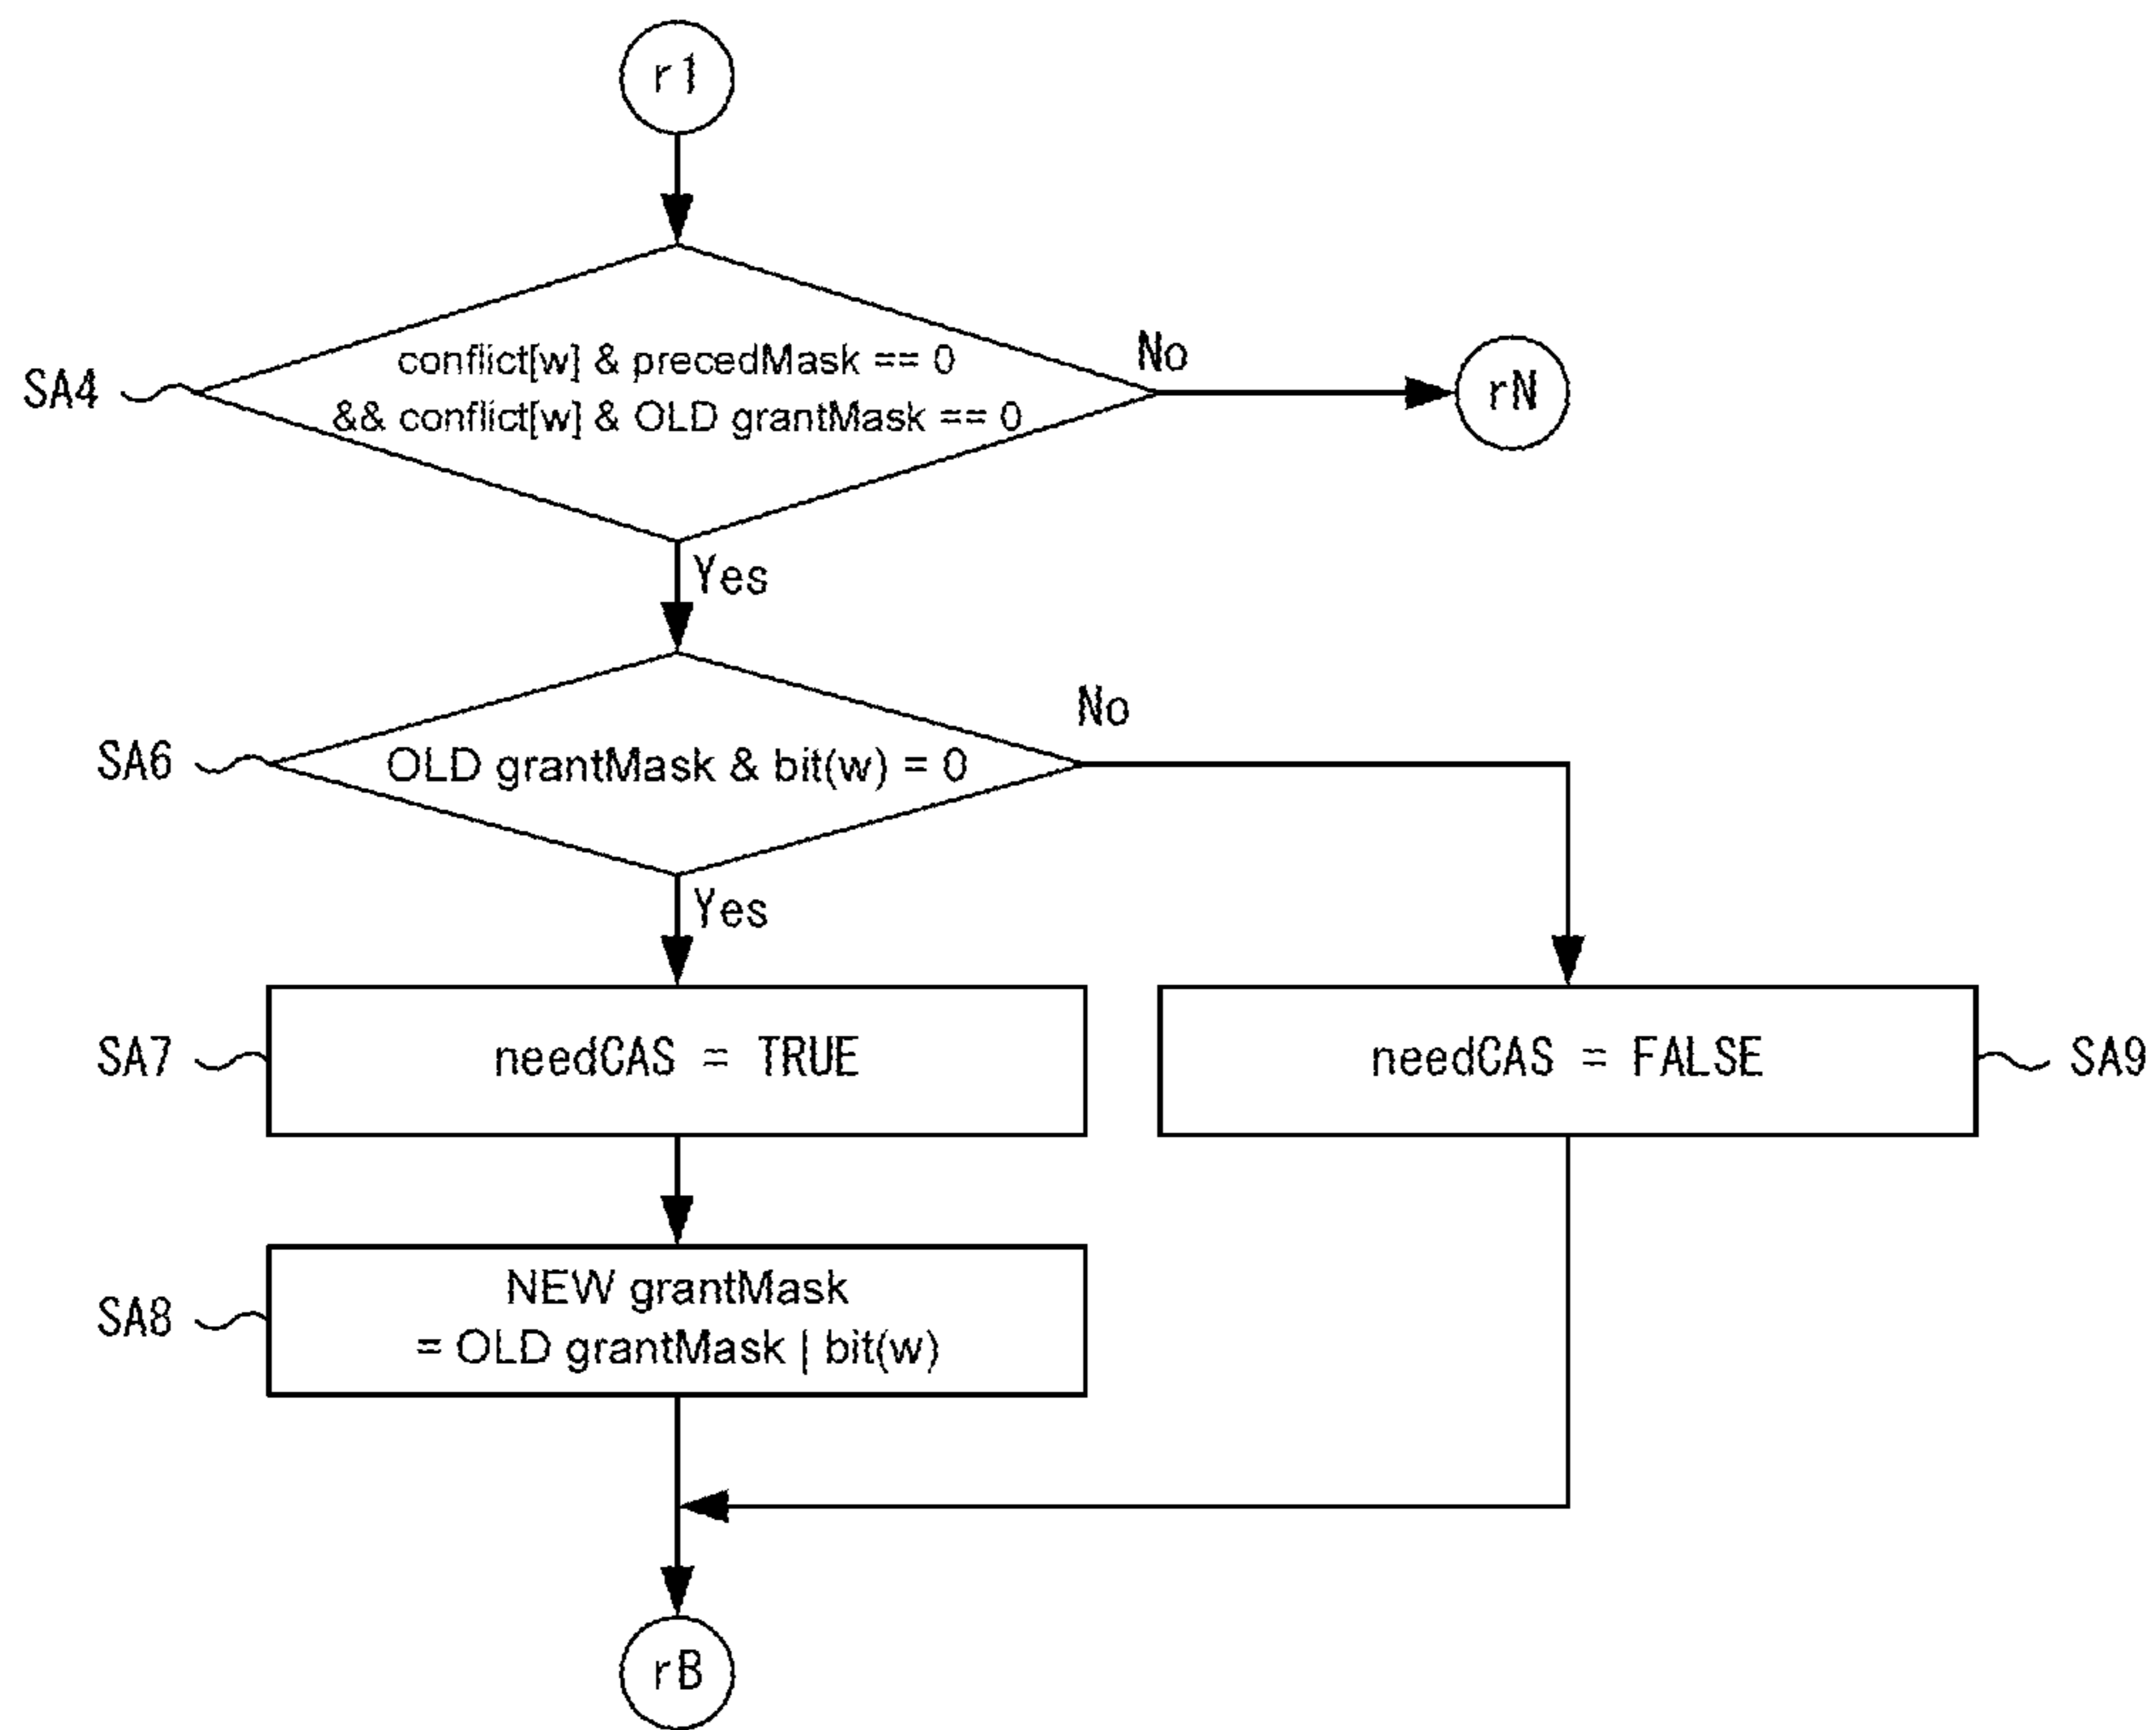 r1
conflict[w] & precedMask == 0
&& conflict[w] & OLD grantMask == 0
SA4
No
rN
Yes
No
SA6
OLD grantMask & bit(w) = 0
Yes
SA7
needCAS = TRUE
needCAS = FALSE
SA9
SA8
NEW grantMask
= OLD grantMask | bit(w)
rB